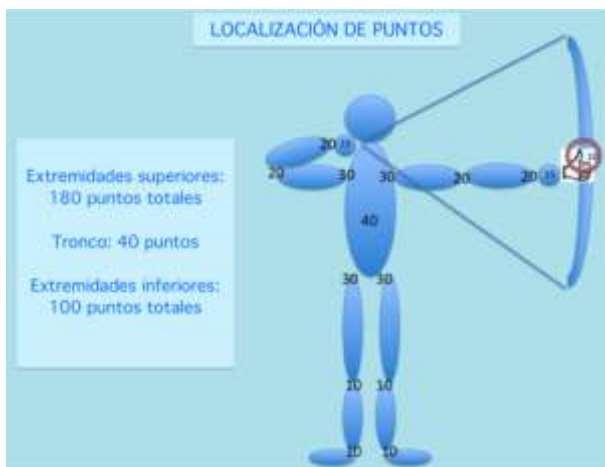 LOCALIZACIÓN DE PUNTOS
Extremidades superiores:
180 puntos totales
Tronco: 40 puntos
Extremidades inferiores:
100 puntos totales
20
20 30 30 20 20
40
30 30
10 10
10 10